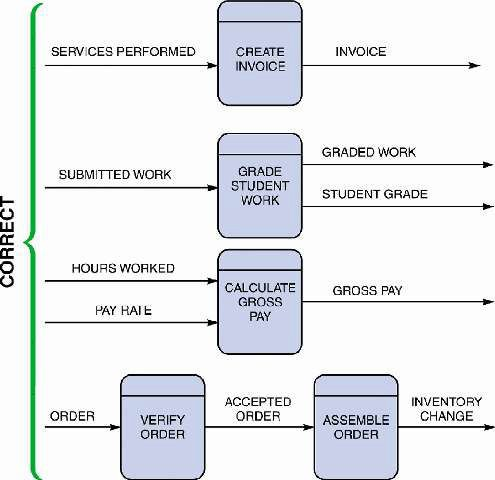 CORRECT
SERVICES PERFORMED
CREATE
INVOICE
INVOICE
SUBMITTED WORK
GRADE
STUDENT
WORK
GRADED WORK
STUDENT GRADE
HOURS WORKED
PAY RATE
CALCULATE
GROSS
PAY
GROSS PAY
ORDER
VERIFY
ORDER
ACCEPTED
ORDER
ASSEMBLE
ORDER
INVENTORY
CHANGE